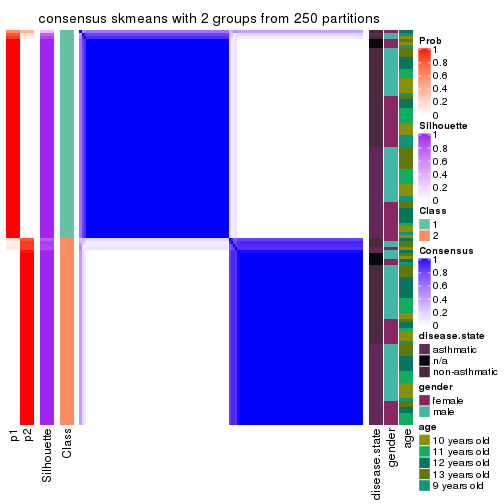 consensus skmeans with 2 groups from 250 partitions
Prob
1
0.8
0.6
0.4
0.2
0
Silhouette
1
0.8
0.6
0.4
0.2
0
Class
1
2
Consensus
1
0.8
0.6
0.4
0.2
0
disease.state
asthmatic
n/a
non-asthmatic
gender
female
male
age
10 years old
11 years old
12 years old
13 years old
9 years old
p1
p2
Silhouette
Class
disease.state
gender
age